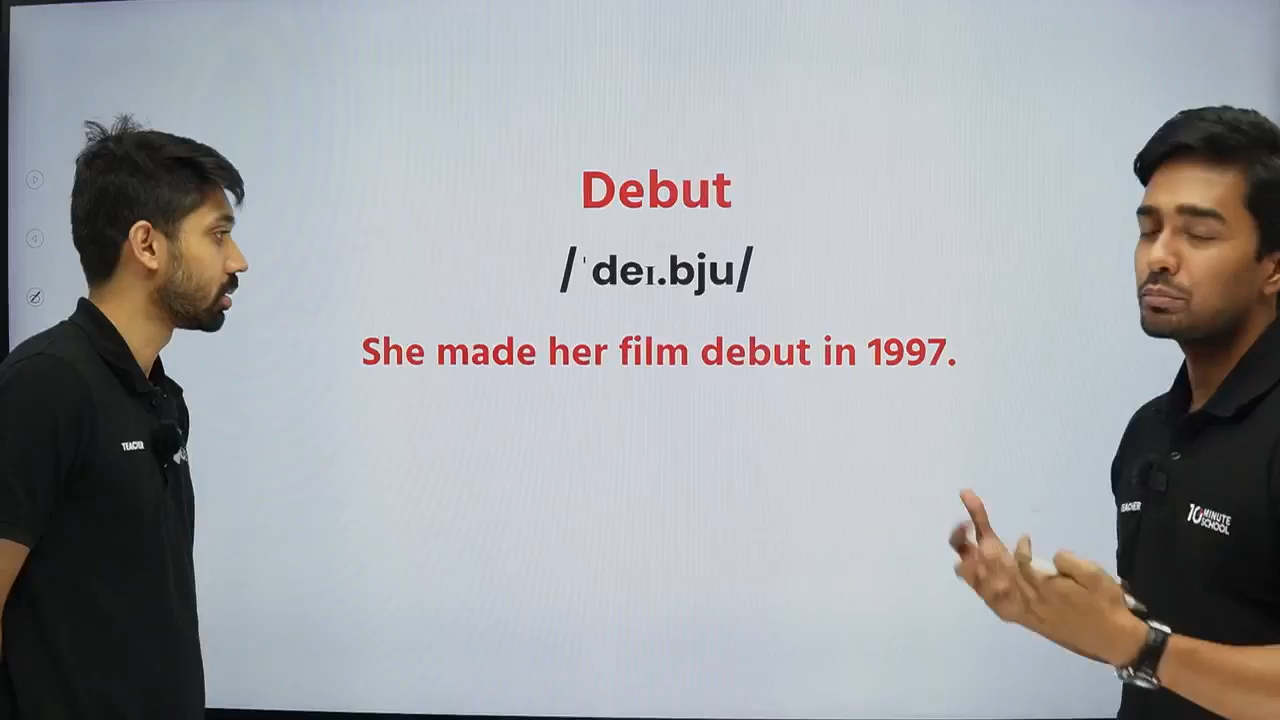 Debut
/ˈdeɪ.bju/
She made her film debut in 1997.
TEACHER
TEACHER
10 MINUTE
SCHOOL